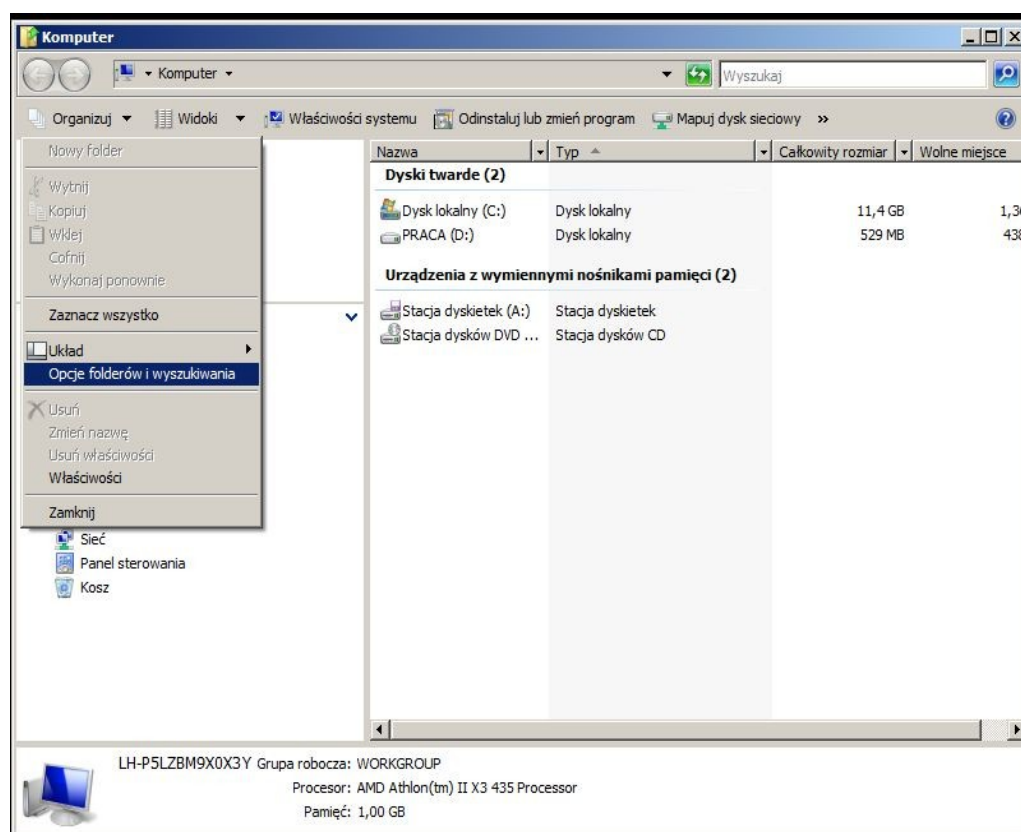 Komputer
Komputer
Wyszukaj
Organizuj Widoki Właściwości systemu Odinstaluj lub zmień program Mapuj dysk sieciowy »
Nowy folder
Wytnij
Kopiuj
Wklej
Cofnij
Wykonaj ponownie
Zaznacz wszystko
Układ
Opcje folderów i wyszukiwania
Usuń
Zmień nazwę
Usuń właściwości
Właściwości
Zamknij
Sieć
Panel sterowania
Kosz
Nazwa Typ Całkowity rozmiar Wolne miejsce
Dyski twarde (2)
Dysk lokalny (C:) Dysk lokalny 11,4 GB
PRACA (D:) Dysk lokalny 529 MB
Urządzenia z wymiennymi nośnikami pamięci (2)
Stacja dyskietek (A:) Stacja dyskietek
Stacja dysków DVD ... Stacja dysków CD
LH-P5LZBM9X0X3Y Grupa robocza: WORKGROUP
Procesor: AMD Athlon(tm) II X3 435 Processor
Pamięć: 1,00 GB